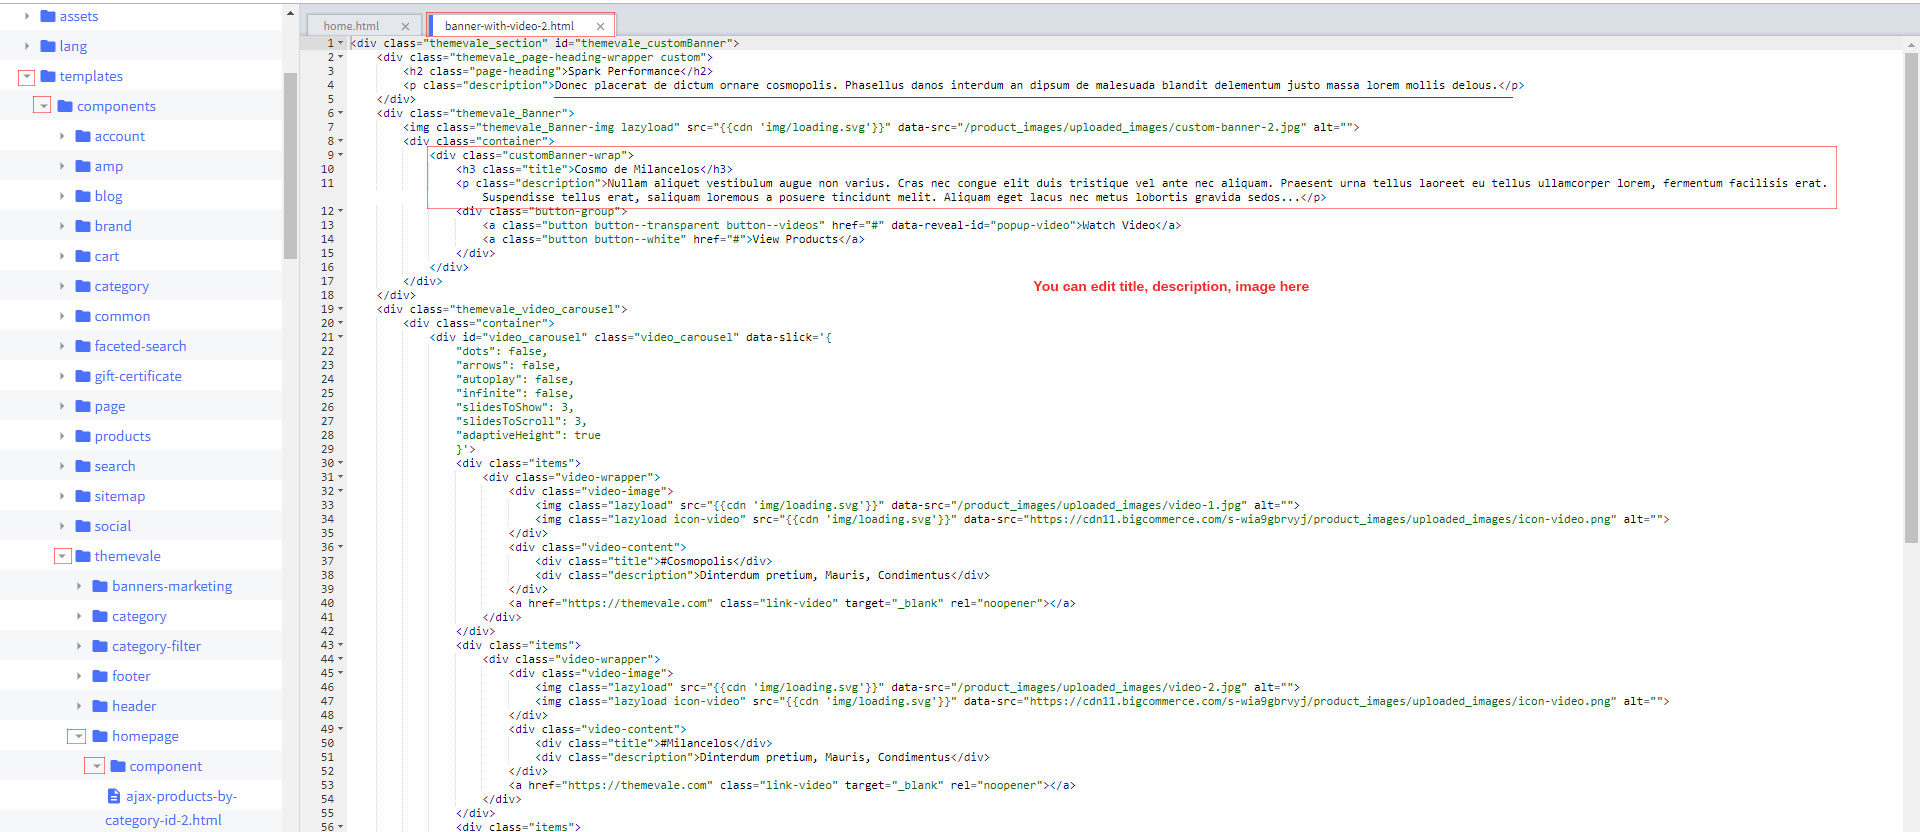 assets
lang
templates
components
account
amp
blog
brand
cart
category
common
faceted-search
gift-certificate
page
products
search
sitemap
social
themevale
banners-marketing
category
category-filter
footer
header
homepage
component
ajax-products-by-
category-id-2.html
home.html ×
banner-with-video-2.html ×
1 <div class="themevale_section" id="themevale_customBanner">
2 <div class="themevale_page-heading-wrapper custom">
3 <h2 class="page-heading">Spark Performance</h2>
4 <p class="description">Donec placerat de dictum ornare cosmopolis. Phasellus danos interdum an dipsum de malesuada blandit delementum justo massa lorem mollis delous.</p>
5 </div>
6 <div class="themevale_Banner">
7 <img class="themevale_Banner-img lazyload" src="{{cdn 'img/loading.svg'}}" data-src="/product_images/uploaded_images/custom-banner-2.jpg" alt="">
8 <div class="container">
9 <div class="customBanner-wrap">
10 <h3 class="title">Cosmo de Milancelos</h3>
11 <p class="description">Nullam aliquet vestibulum augue non varius. Cras nec congue elit duis tristique vel ante nec aliquam. Praesent urna tellus laoreet eu tellus ullamcorper lorem, fermentum facilisis erat.
Suspendisse tellus erat, saliquam loremous a posuere tincidunt melit. Aliquam eget lacus nec metus lobortis gravida sedos...</p>
12 <div class="button-group">
13 <a class="button button--transparent button--videos" href="#" data-reveal-id="popup-video">Watch Video</a>
14 <a class="button button--white" href="#">View Products</a>
15 </div>
16 </div>
17 </div>
18 </div>
You can edit title, description, image here
19 <div class="themevale_video_carousel">
20 <div class="container">
21 <div id="video_carousel" class="video_carousel" data-slick='{
22 "dots": false,
23 "arrows": false,
24 "autoplay": false,
25 "infinite": false,
26 "slidesToShow": 3,
27 "slidesToScroll": 3,
28 "adaptiveHeight": true
29 }'>
30 <div class="items">
31 <div class="video-wrapper">
32 <div class="video-image">
33 <img class="lazyload" src="{{cdn 'img/loading.svg'}}" data-src="/product_images/uploaded_images/video-1.jpg" alt="">
34 <img class="lazyload icon-video" src="{{cdn 'img/loading.svg'}}" data-src="https://cdn11.bigcommerce.com/s-wia9gbrvyj/product_images/uploaded_images/icon-video.png" alt="">
35 </div>
36 <div class="video-content">
37 <div class="title">#Cosmopolis</div>
38 <div class="description">Dinterdum pretium, Mauris, Condimentus</div>
39 </div>
40 <a href="https://themevale.com" class="link-video" target="_blank" rel="noopener"></a>
41 </div>
42 </div>
43 <div class="items">
44 <div class="video-wrapper">
45 <div class="video-image">
46 <img class="lazyload" src="{{cdn 'img/loading.svg'}}" data-src="/product_images/uploaded_images/video-2.jpg" alt="">
47 <img class="lazyload icon-video" src="{{cdn 'img/loading.svg'}}" data-src="https://cdn11.bigcommerce.com/s-wia9gbrvyj/product_images/uploaded_images/icon-video.png" alt="">
48 </div>
49 <div class="video-content">
50 <div class="title">#Milancelos</div>
51 <div class="description">Dinterdum pretium, Mauris, Condimentus</div>
52 </div>
53 <a href="https://themevale.com" class="link-video" target="_blank" rel="noopener"></a>
54 </div>
55 </div>
56 <div class="items">